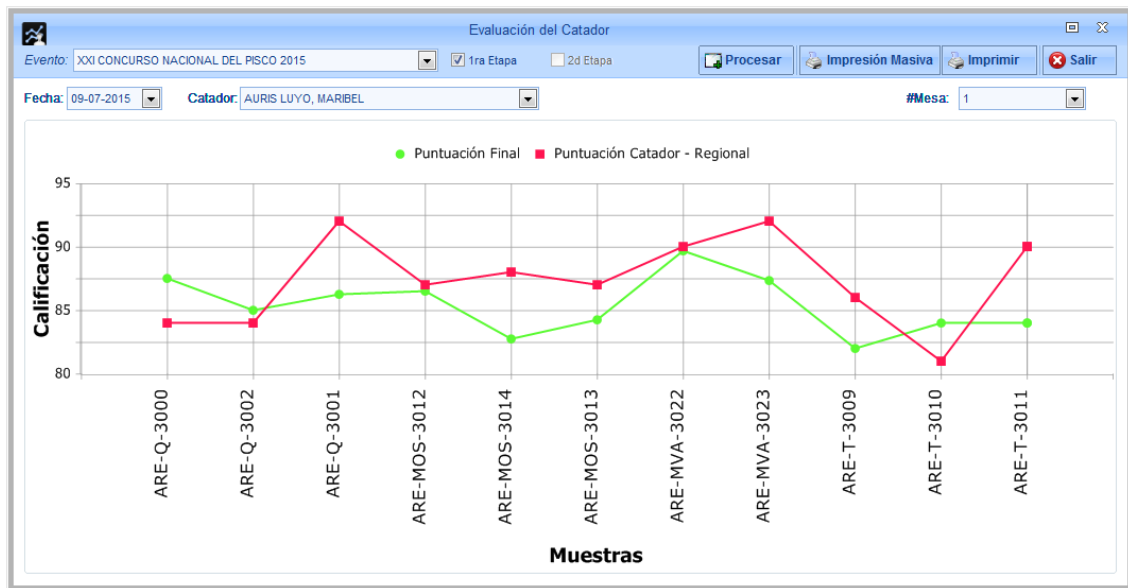 Evaluación del Catador
Evento: XXI CONCURSO NACIONAL DEL PISCO 2015 1ra Etapa 2d Etapa Procesar Impresión Masiva Imprimir Salir
Fecha: 09-07-2015 Catador: AURIS LUYO, MARIBEL #Mesa: 1
Puntuación Final Puntuación Catador - Regional
95
90
85
80
Calificación
ARE-Q-3000
ARE-Q-3002
ARE-Q-3001
ARE-MOS-3012
ARE-MOS-3014
ARE-MOS-3013
ARE-MVA-3022
ARE-MVA-3023
ARE-T-3009
ARE-T-3010
ARE-T-3011
Muestras